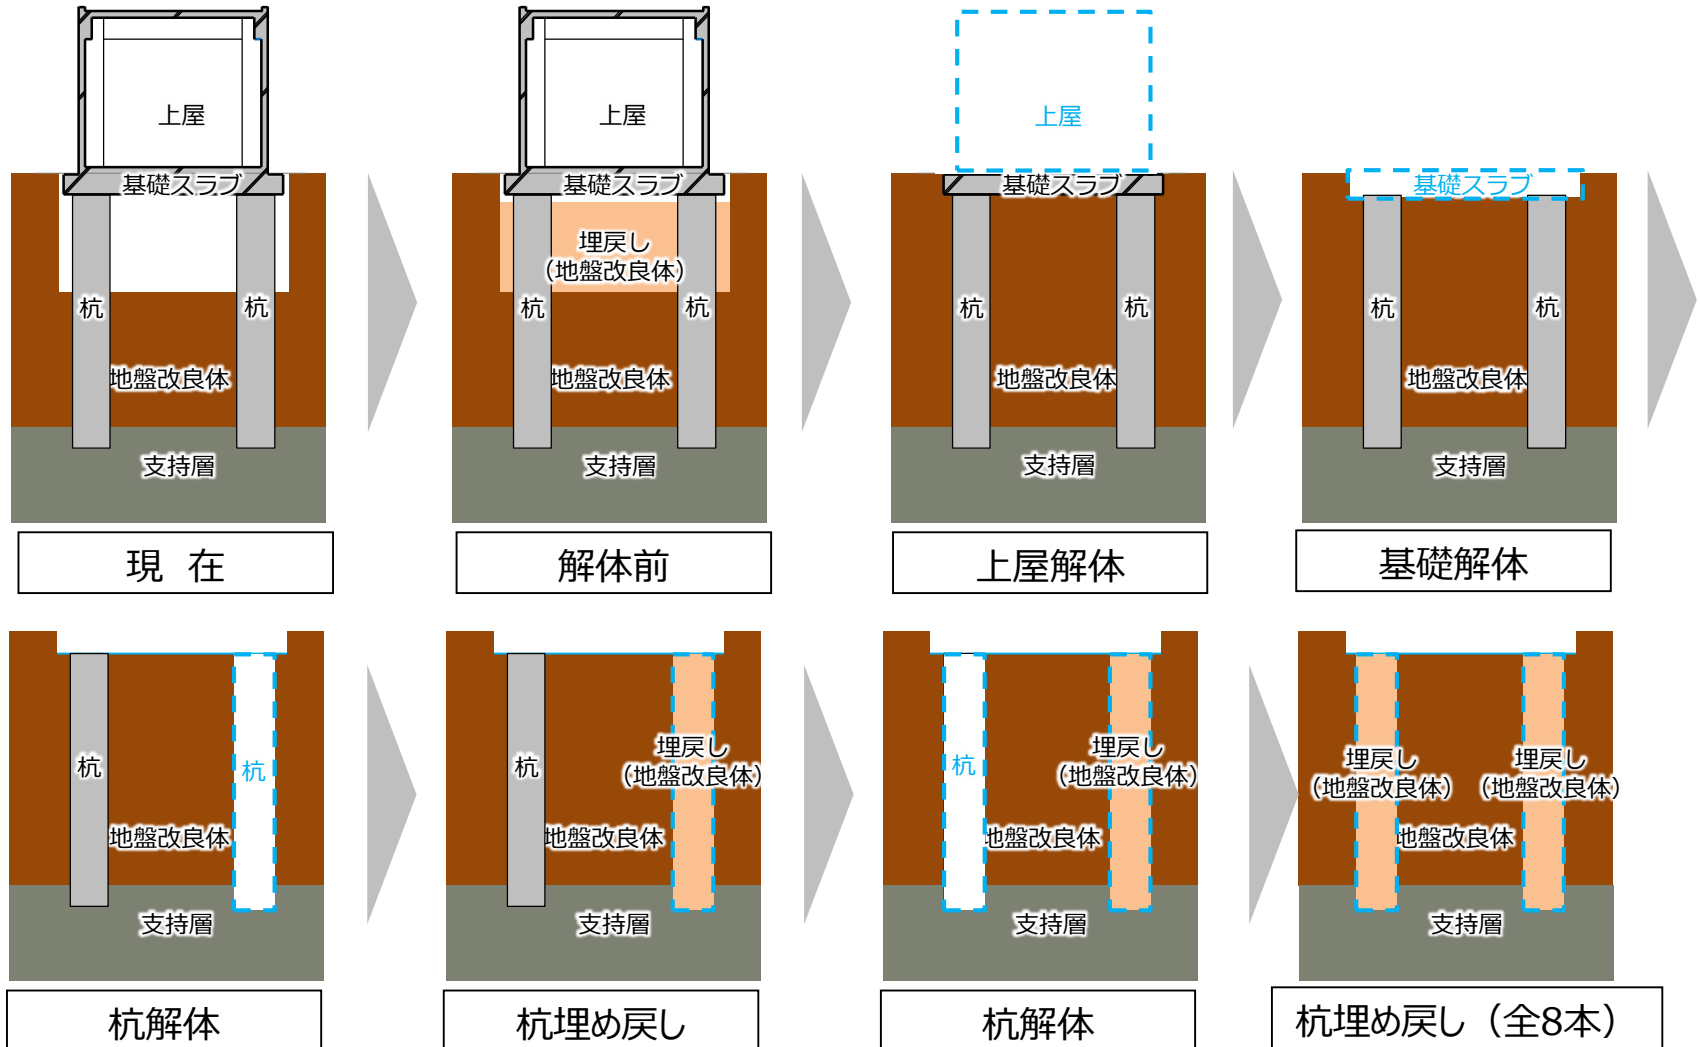 上屋
基礎スラブ
杭
杭
地盤改良体
支持層
現 在
上屋
基礎スラブ
埋戻し
（地盤改良体）
杭
杭
地盤改良体
支持層
解体前
上屋
基礎スラブ
杭
杭
地盤改良体
支持層
上屋解体
基礎スラブ
杭
杭
地盤改良体
支持層
基礎解体
杭
杭
地盤改良体
支持層
杭解体
埋戻し
（地盤改良体）
杭
地盤改良体
支持層
杭埋め戻し
杭
埋戻し
（地盤改良体）
地盤改良体
支持層
杭解体
埋戻し
（地盤改良体）
埋戻し
（地盤改良体）
地盤改良体
支持層
杭埋め戻し（全8本）